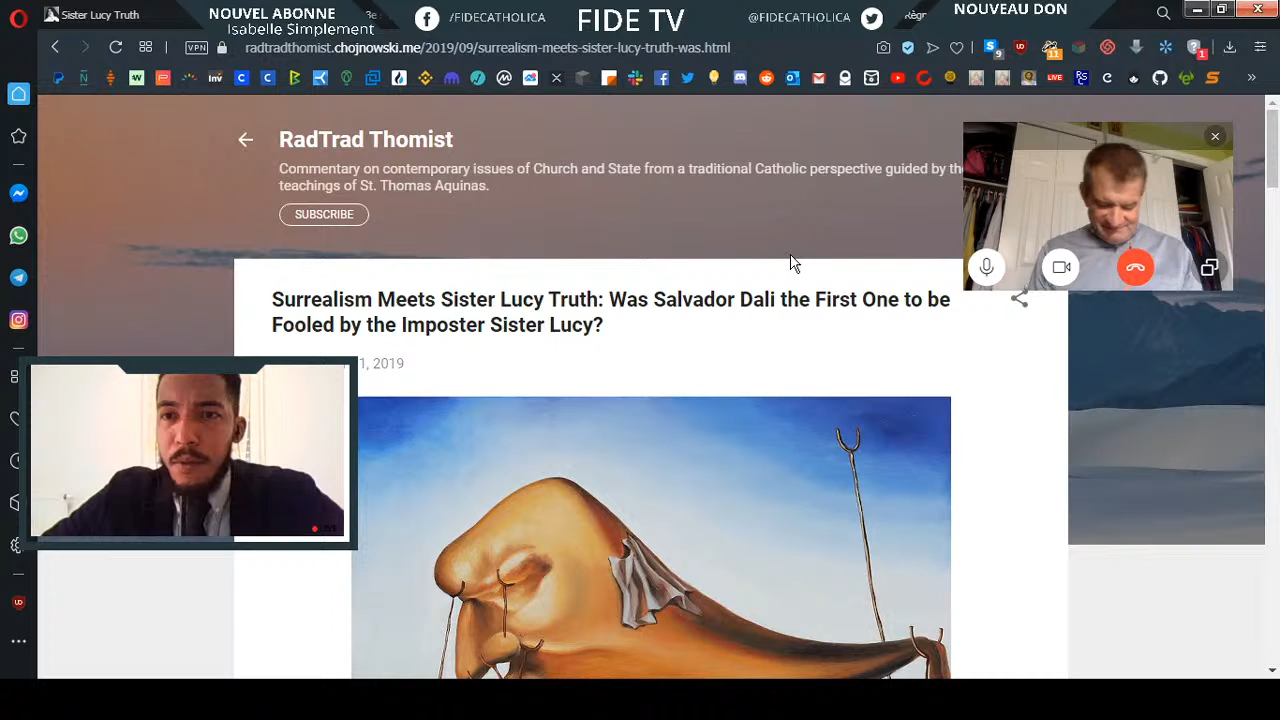 NOUVEL ABONNE
Isabelle Simplement
/FIDECATHOLICA
FIDE TV
@FIDECATHOLICA
NOUVEAU DON
Sister Lucy Truth
VPN
radtradthomist.chojnowski.me/2019/09/surrealism-meets-sister-lucy-truth-was.html
RadTrad Thomist
Commentary on contemporary issues of Church and State from a traditional Catholic perspective guided by the
teachings of St. Thomas Aquinas.
SUBSCRIBE
Surrealism Meets Sister Lucy Truth: Was Salvador Dali the First One to be
Fooled by the Imposter Sister Lucy?
1, 2019